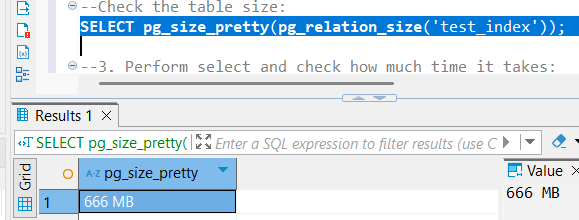 --Check the table size:
SELECT pg_size_pretty(pg_relation_size('test_index'));
--3. Perform select and check how much time it takes:
Results 1
SELECT pg_size_pretty( Enter a SQL expression to filter results (use C
Grid
A-Z pg_size_pretty
1 666 MB
Value
666 MB